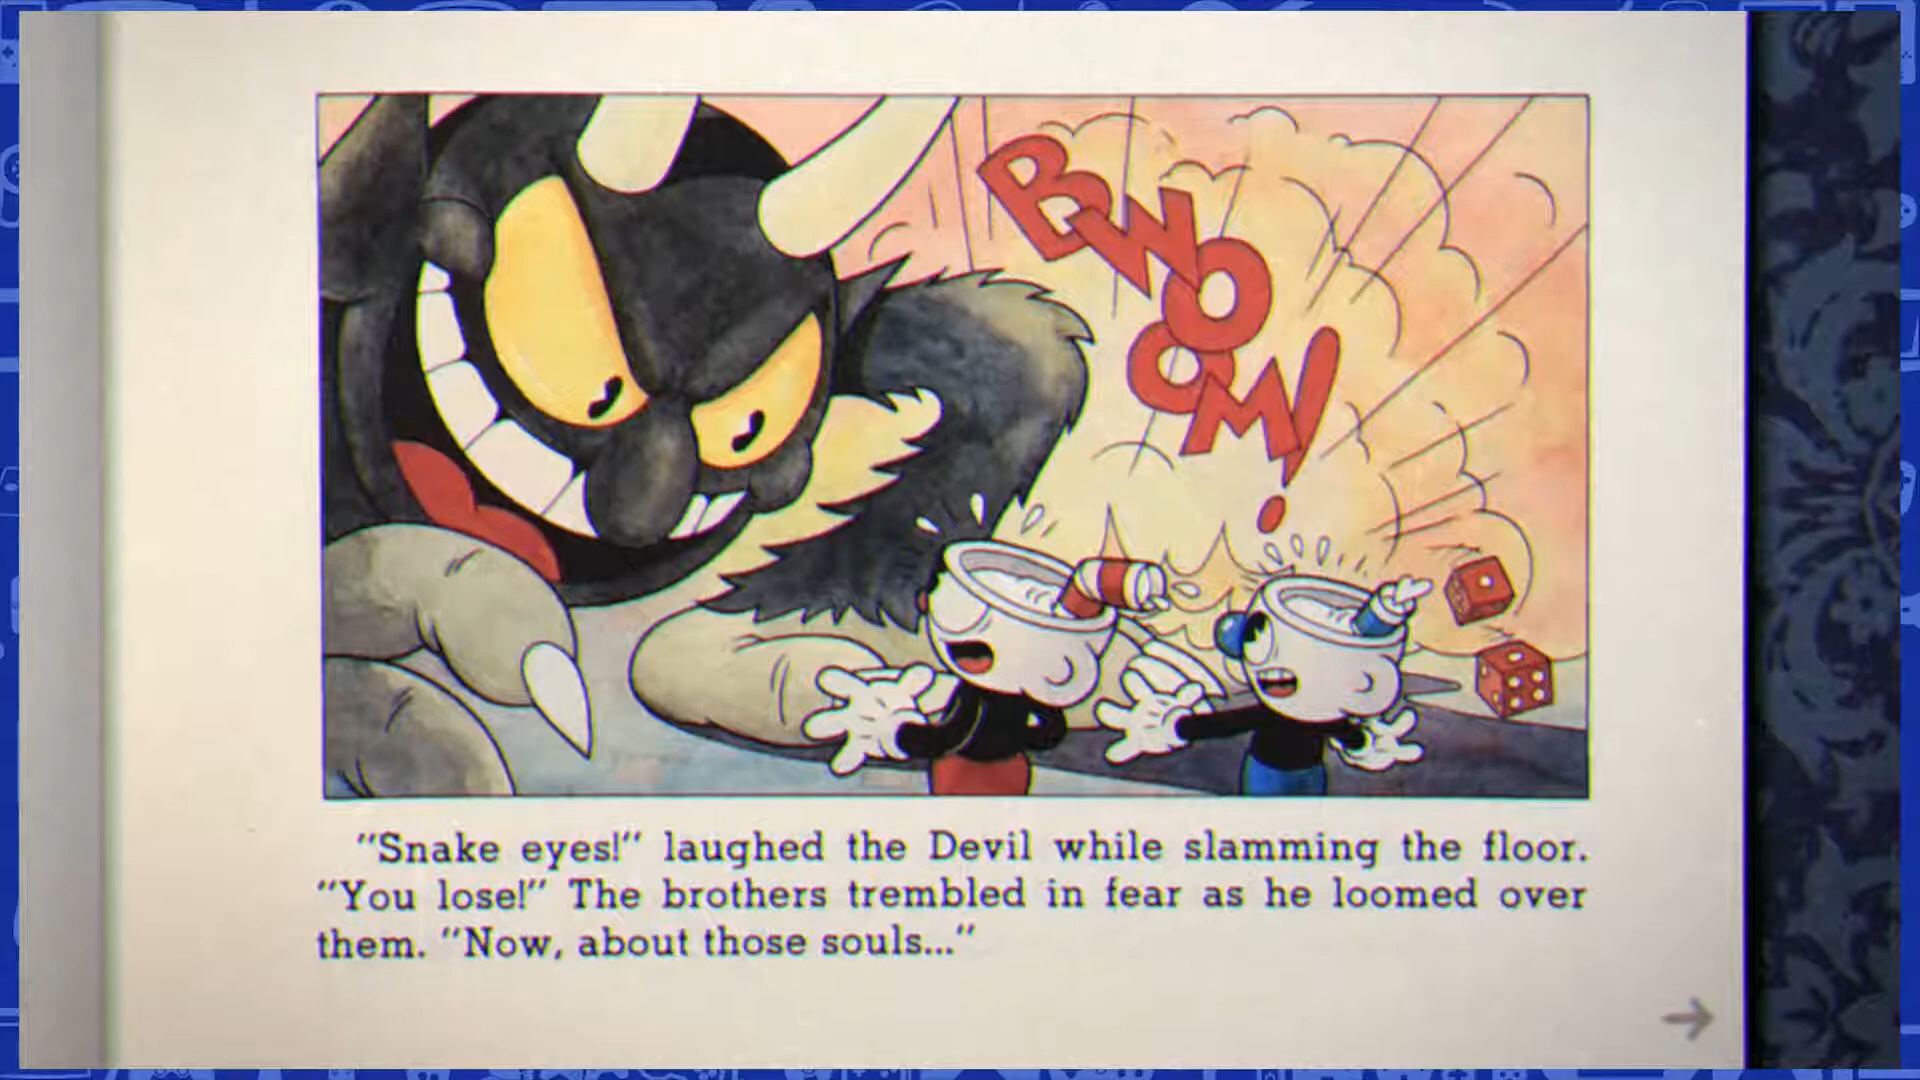 BWOOM!
"Snake eyes!" laughed the Devil while slamming the floor.
"You lose!" The brothers trembled in fear as he loomed over
them. "Now, about those souls..."